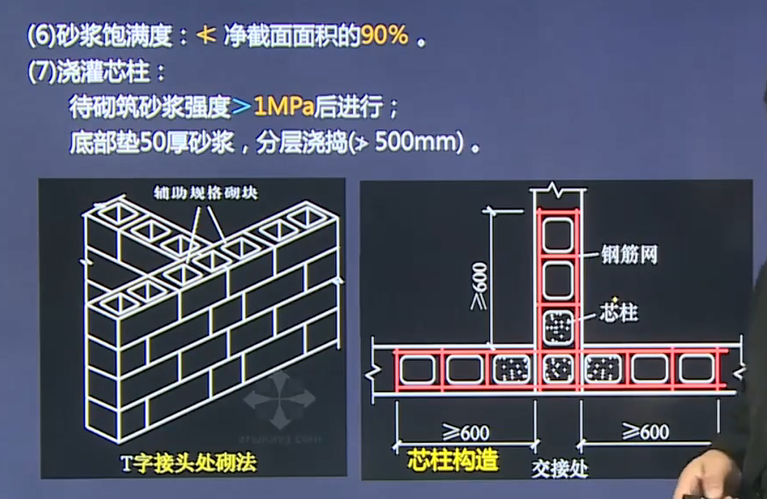 (6)砂浆饱满度：≮ 净截面面积的90% 。
(7)浇灌芯柱：
待砌筑砂浆强度＞1MPa后进行；
底部垫50厚砂浆，分层浇捣(≯ 500mm) 。
辅助规格砌块
T字接头处砌法
≥600
钢筋网
芯柱
≥600
≥600
芯柱构造
交接处